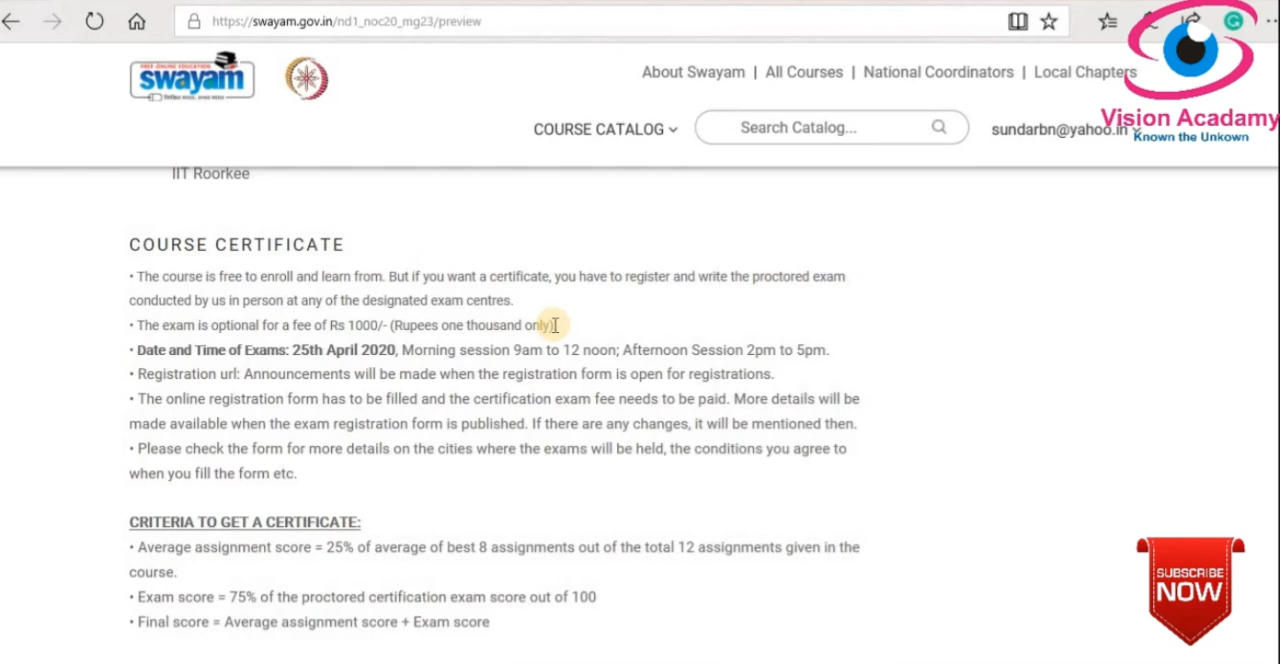 https://swayam.gov.in/nd1_noc20_mg23/preview
FREE ONLINE EDUCATION
swayam
About Swayam | All Courses | National Coordinators | Local Chapters
COURSE CATALOG
Search Catalog...
sundarbn@yahoo.in
Vision Acadamy
Known the Unkown
IIT Roorkee
COURSE CERTIFICATE
• The course is free to enroll and learn from. But if you want a certificate, you have to register and write the proctored exam
conducted by us in person at any of the designated exam centres.
• The exam is optional for a fee of Rs 1000/- (Rupees one thousand only)
• Date and Time of Exams: 25th April 2020, Morning session 9am to 12 noon; Afternoon Session 2pm to 5pm.
• Registration url: Announcements will be made when the registration form is open for registrations.
• The online registration form has to be filled and the certification exam fee needs to be paid. More details will be
made available when the exam registration form is published. If there are any changes, it will be mentioned then.
• Please check the form for more details on the cities where the exams will be held, the conditions you agree to
when you fill the form etc.
CRITERIA TO GET A CERTIFICATE:
• Average assignment score = 25% of average of best 8 assignments out of the total 12 assignments given in the
course.
• Exam score = 75% of the proctored certification exam score out of 100
• Final score = Average assignment score + Exam score
SUBSCRIBE
NOW